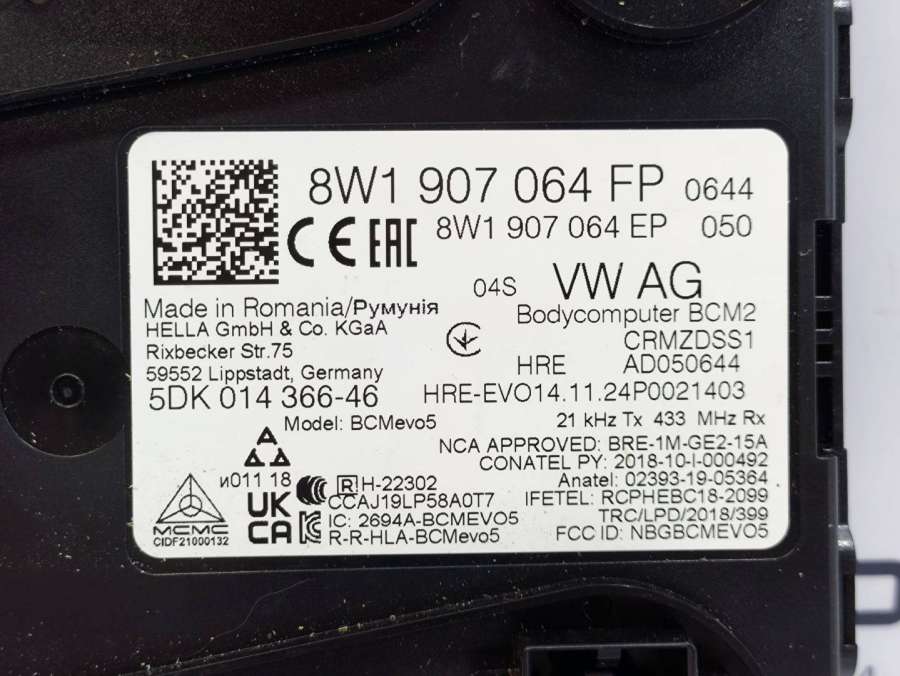 8W1 907 064 FP 0644
8W1 907 064 EP 050
CE EAC
04S VW AG
Made in Romania/Румунія
Bodycomputer BCM2
HELLA GmbH & Co. KGaA
CRMZDSS1
Rixbecker Str.75
HRE AD050644
59552 Lippstadt, Germany
5DK 014 366-46
HRE-EVO14.11.24P0021403
Model: BCMevo5
21 kHz Tx 433 MHz Rx
NCA APPROVED: BRE-1M-GE2-15A
CONATEL PY: 2018-10-I-000492
и011 18
R H-22302
Anatel: 02393-19-05364
CCAJ19LP58A0T7
IFETEL: RCPHEBC18-2099
UK
CA
IC: 2694A-BCMEVO5
TRC/LPD/2018/399
MCMC
R-R-HLA-BCMevo5
FCC ID: NBGBCMEVO5
CIDF21000132